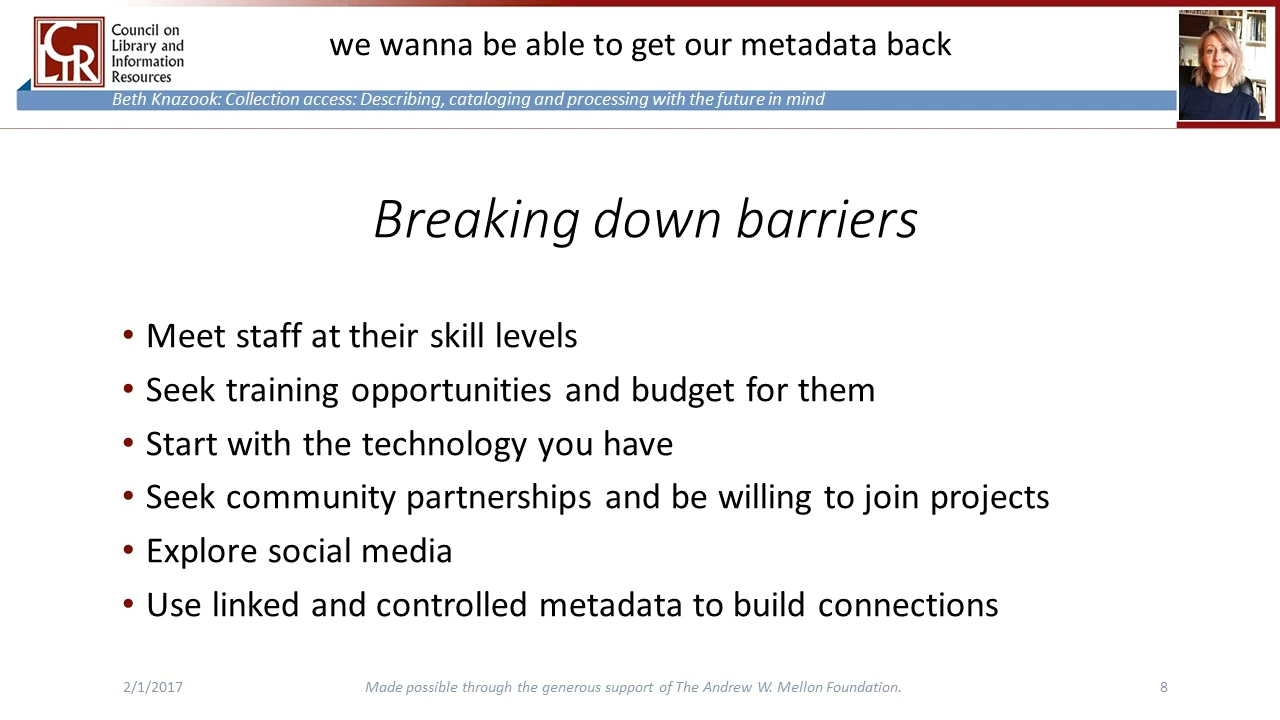 CLIR
Council on
Library and
Information
Resources
we wanna be able to get our metadata back
Beth Knazook: Collection access: Describing, cataloging and processing with the future in mind
Breaking down barriers
• Meet staff at their skill levels
• Seek training opportunities and budget for them
• Start with the technology you have
• Seek community partnerships and be willing to join projects
• Explore social media
• Use linked and controlled metadata to build connections
2/1/2017
Made possible through the generous support of The Andrew W. Mellon Foundation.
8